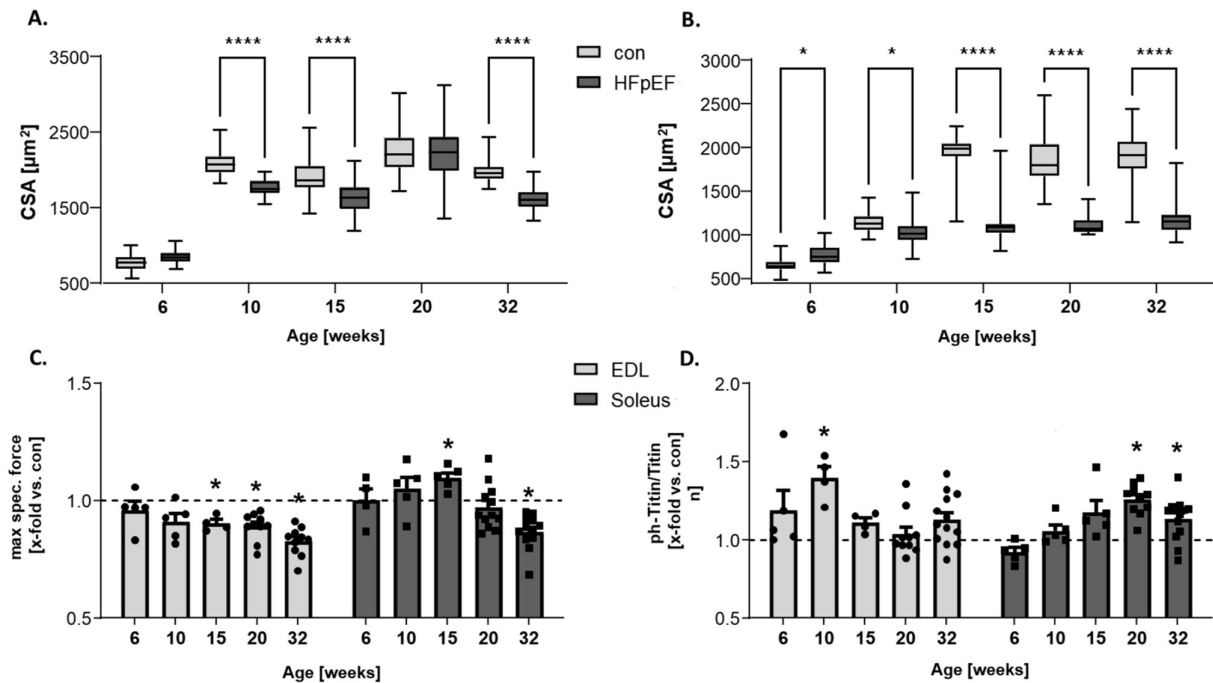 A.
**** **** ****
3500
2500
1500
500
CSA [µm²]
6 10 15 20 32
Age [weeks]
con
HFpEF
B.
* * **** **** ****
3000
2500
2000
1500
1000
500
CSA [µm²]
6 10 15 20 32
Age [weeks]
C.
1.5
1.0
0.5
max spec. force
[x-fold vs. con]
* * * * *
6 10 15 20 32 6 10 15 20 32
Age [weeks]
EDL
Soleus
D.
2.0
1.5
1.0
0.5
ph-Titin/Titin
[x-fold vs. con]
n]
* * *
6 10 15 20 32 6 10 15 20 32
Age [weeks]